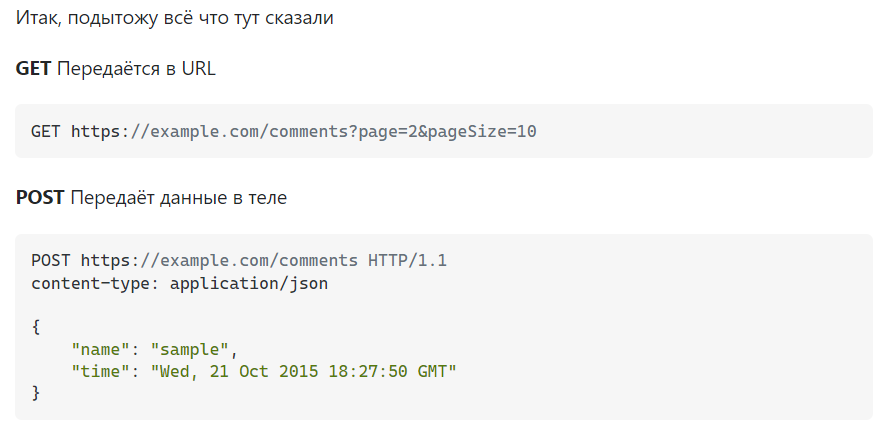 Итак, подытожу всё что тут сказали
GET Передаётся в URL
GET https://example.com/comments?page=2&pageSize=10
POST Передаёт данные в теле
POST https://example.com/comments HTTP/1.1
content-type: application/json
{
"name": "sample",
"time": "Wed, 21 Oct 2015 18:27:50 GMT"
}